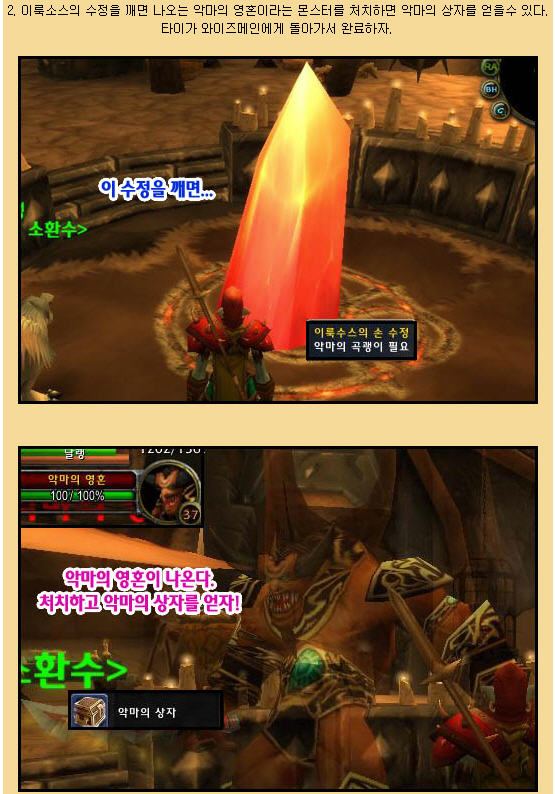 2. 이룩소스의 수정을 깨면 나오는 악마의 영혼이라는 몬스터를 처치하면 악마의 상자를 얻을수 있다.
타이가 와이즈메인에게 돌아가서 완료하자.
RA
BH
이 수정을 깨면...
소환수>
이룩수스의 손 수정
악마의 곡괭이 필요
달랭
악마의 영혼
100 / 100%
37
악마의 영혼이 나온다.
처치하고 악마의 상자를 얻자!
소환수>
악마의 상자